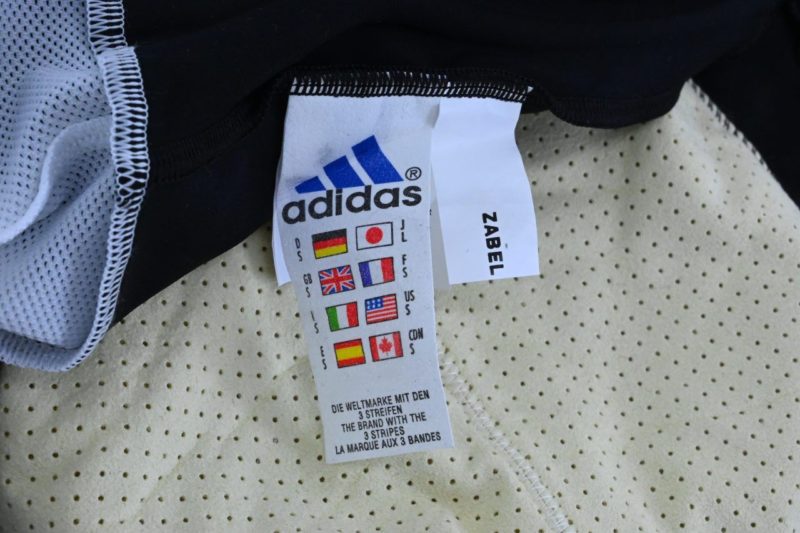 adidas®
D
S
J
L
GB
S
F
S
I
S
US
S
E
S
CDN
S
DIE WELTMARKE MIT DEN
3 STREIFEN
THE BRAND WITH THE
3 STRIPES
LA MARQUE AUX 3 BANDES
ZABEL